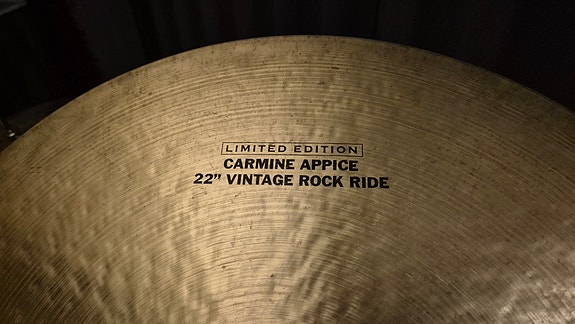 LIMITED EDITION
CARMINE APPICE
22” VINTAGE ROCK RIDE